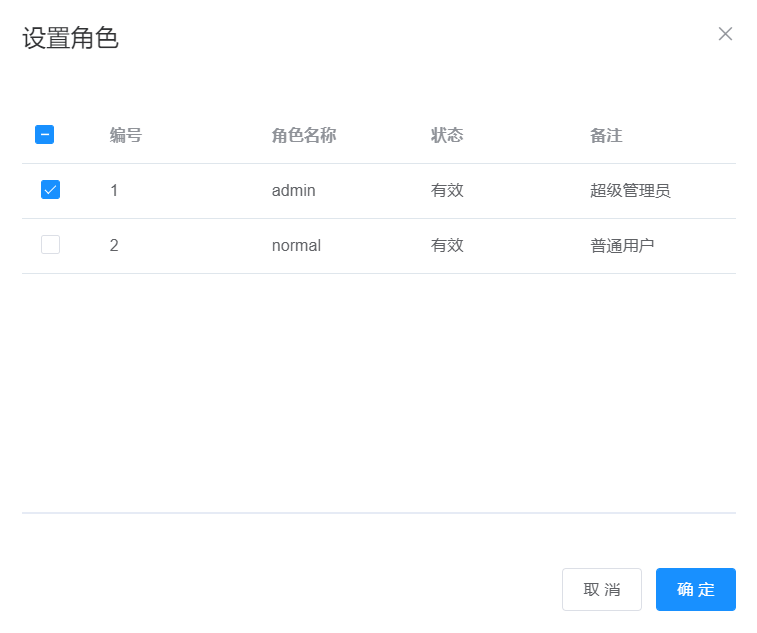 设置角色
编号 角色名称 状态 备注
1 admin 有效 超级管理员
2 normal 有效 普通用户
取 消 确 定